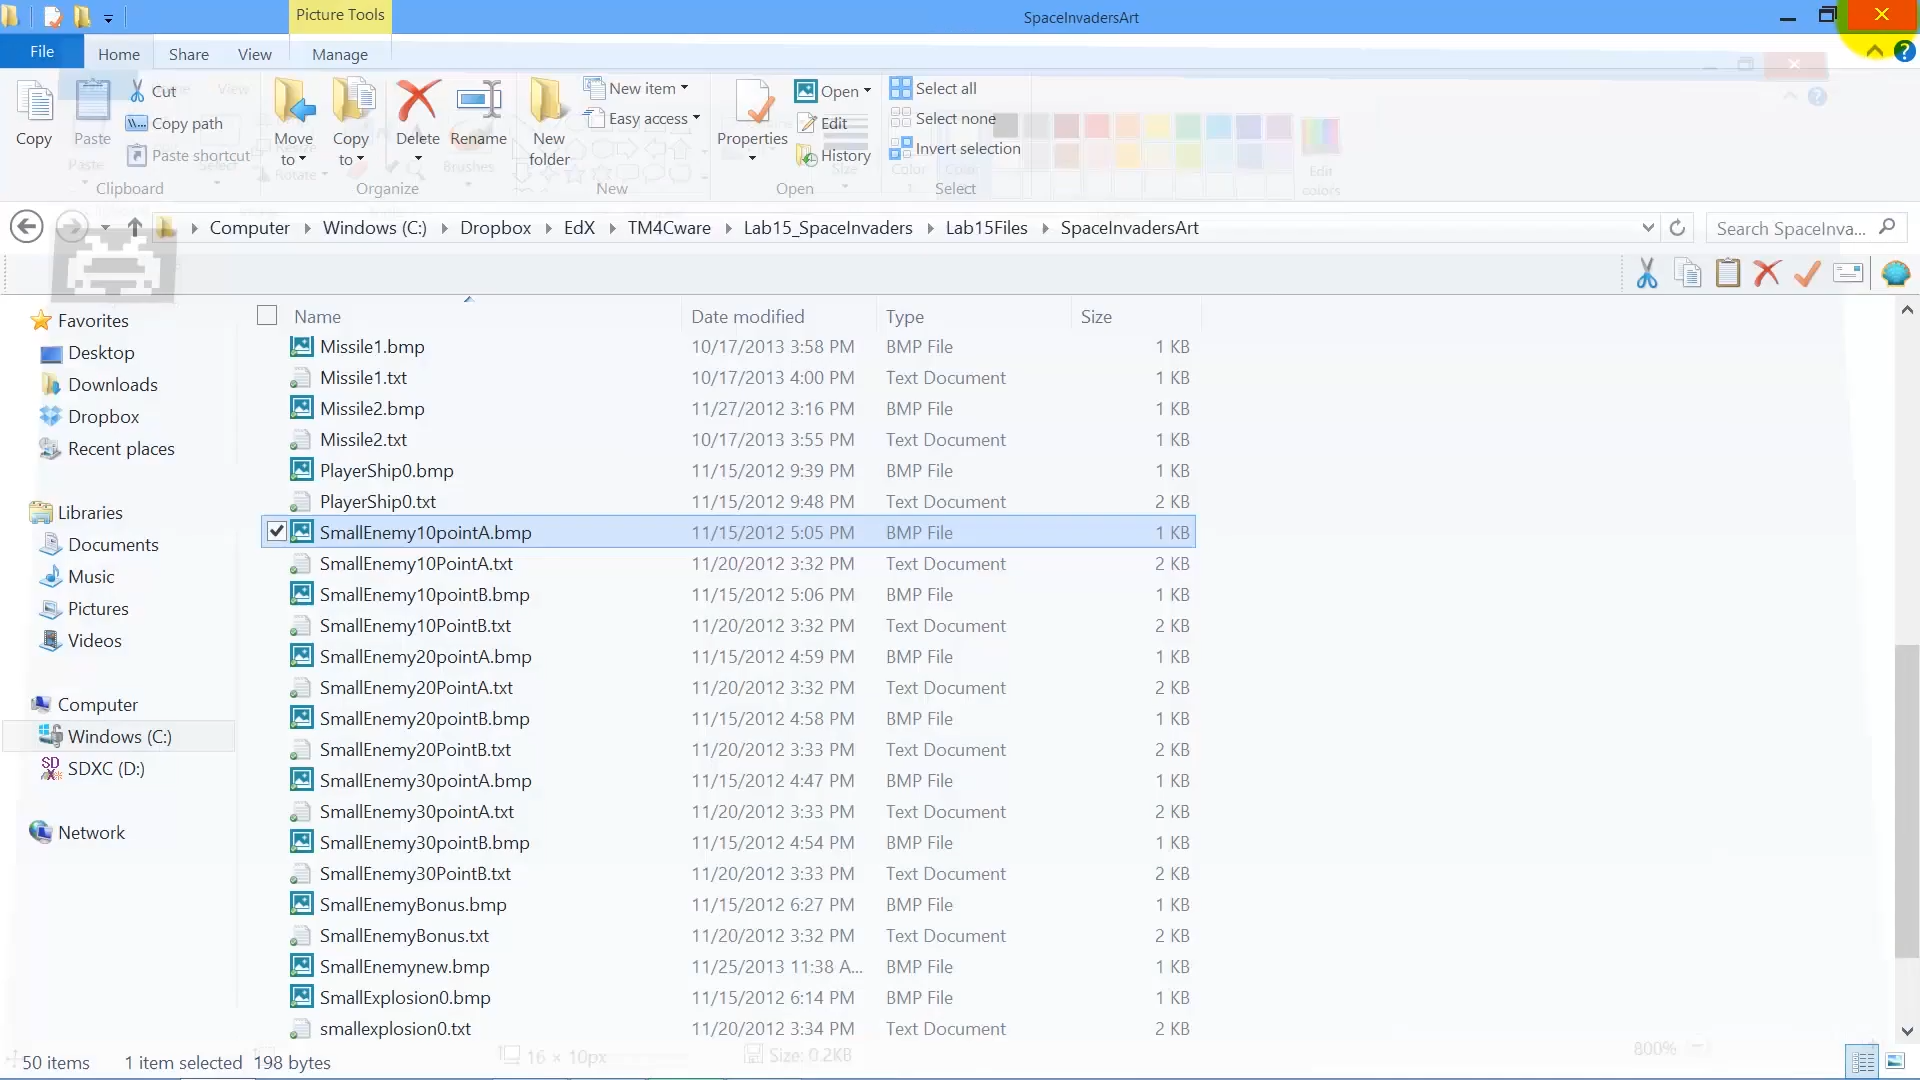 Picture Tools
SpaceInvadersArt
File
Home
Share
View
Manage
Copy
Paste
Cut
Copy path
Paste shortcut
Clipboard
Move to
Copy to
Delete
Rename
Organize
New folder
New item
Easy access
New
Properties
Open
Edit
History
Open
Select all
Select none
Invert selection
Select
View
Paste
Select
Rotate
Brushes
Size
Color
Edit colors
Computer
Windows (C:)
Dropbox
EdX
TM4Cware
Lab15_SpaceInvaders
Lab15Files
SpaceInvadersArt
Search SpaceInva...
Favorites
Desktop
Downloads
Dropbox
Recent places
Libraries
Documents
Music
Pictures
Videos
Computer
Windows (C:)
SD SDXC (D:)
Network
Name Date modified Type Size
Missile1.bmp 10/17/2013 3:58 PM BMP File 1 KB
Missile1.txt 10/17/2013 4:00 PM Text Document 1 KB
Missile2.bmp 11/27/2012 3:16 PM BMP File 1 KB
Missile2.txt 10/17/2013 3:55 PM Text Document 1 KB
PlayerShip0.bmp 11/15/2012 9:39 PM BMP File 1 KB
PlayerShip0.txt 11/15/2012 9:48 PM Text Document 2 KB
SmallEnemy10pointA.bmp 11/15/2012 5:05 PM BMP File 1 KB
SmallEnemy10PointA.txt 11/20/2012 3:32 PM Text Document 2 KB
SmallEnemy10pointB.bmp 11/15/2012 5:06 PM BMP File 1 KB
SmallEnemy10PointB.txt 11/20/2012 3:32 PM Text Document 2 KB
SmallEnemy20pointA.bmp 11/15/2012 4:59 PM BMP File 1 KB
SmallEnemy20PointA.txt 11/20/2012 3:32 PM Text Document 2 KB
SmallEnemy20pointB.bmp 11/15/2012 4:58 PM BMP File 1 KB
SmallEnemy20PointB.txt 11/20/2012 3:33 PM Text Document 2 KB
SmallEnemy30pointA.bmp 11/15/2012 4:47 PM BMP File 1 KB
SmallEnemy30pointA.txt 11/20/2012 3:33 PM Text Document 2 KB
SmallEnemy30pointB.bmp 11/15/2012 4:54 PM BMP File 1 KB
SmallEnemy30PointB.txt 11/20/2012 3:33 PM Text Document 2 KB
SmallEnemyBonus.bmp 11/15/2012 6:27 PM BMP File 1 KB
SmallEnemyBonus.txt 11/20/2012 3:32 PM Text Document 2 KB
SmallEnemynew.bmp 11/25/2013 11:38 A... BMP File 1 KB
SmallExplosion0.bmp 11/15/2012 6:14 PM BMP File 1 KB
smallexplosion0.txt 11/20/2012 3:34 PM Text Document 2 KB
50 items 1 item selected 198 bytes
16 × 10px
Size: 0.2KB
800%